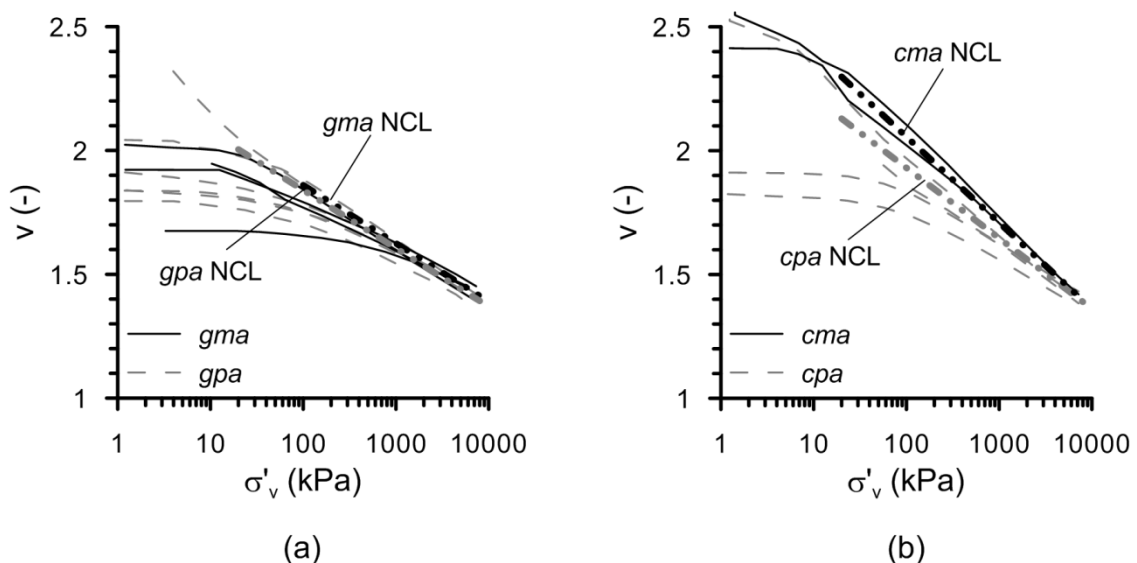 2.5
2
1.5
1
v (-)
gma NCL
gpa NCL
gma
gpa
1 10 100 1000 10000
σ'v (kPa)
(a)
2.5
2
1.5
1
v (-)
cma NCL
cpa NCL
cma
cpa
1 10 100 1000 10000
σ'v (kPa)
(b)